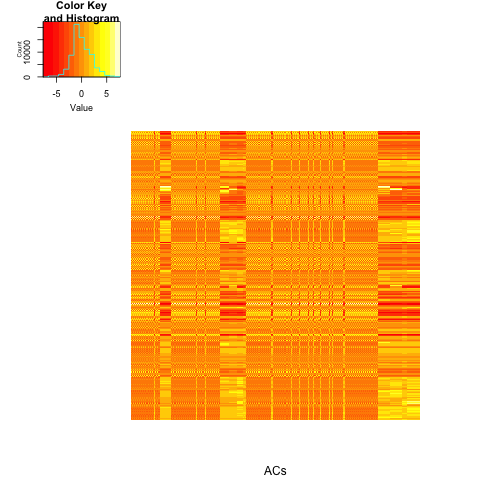 Color Key
and Histogram
Count
0 10000
-5 0 5
Value
ACs